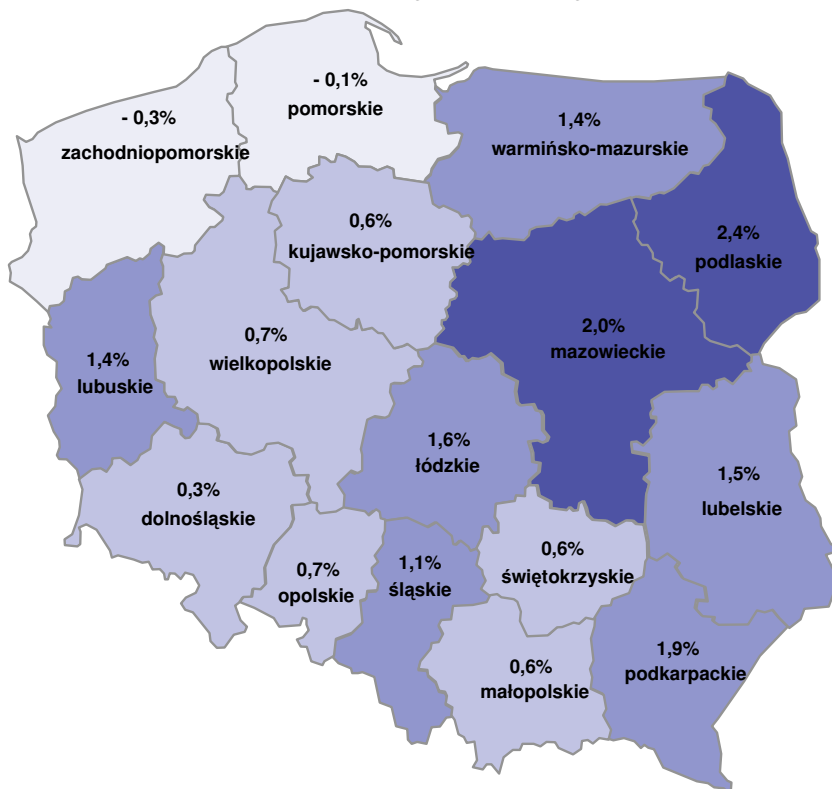 - 0,1%
pomorskie
- 0,3%
zachodniopomorskie
1,4%
warmińsko-mazurskie
0,6%
kujawsko-pomorskie
2,4%
podlaskie
0,7%
wielkopolskie
2,0%
mazowieckie
1,4%
lubuskie
1,6%
łódzkie
1,5%
lubelskie
0,3%
dolnośląskie
0,7%
opolskie
1,1%
śląskie
0,6%
świętokrzyskie
0,6%
małopolskie
1,9%
podkarpackie